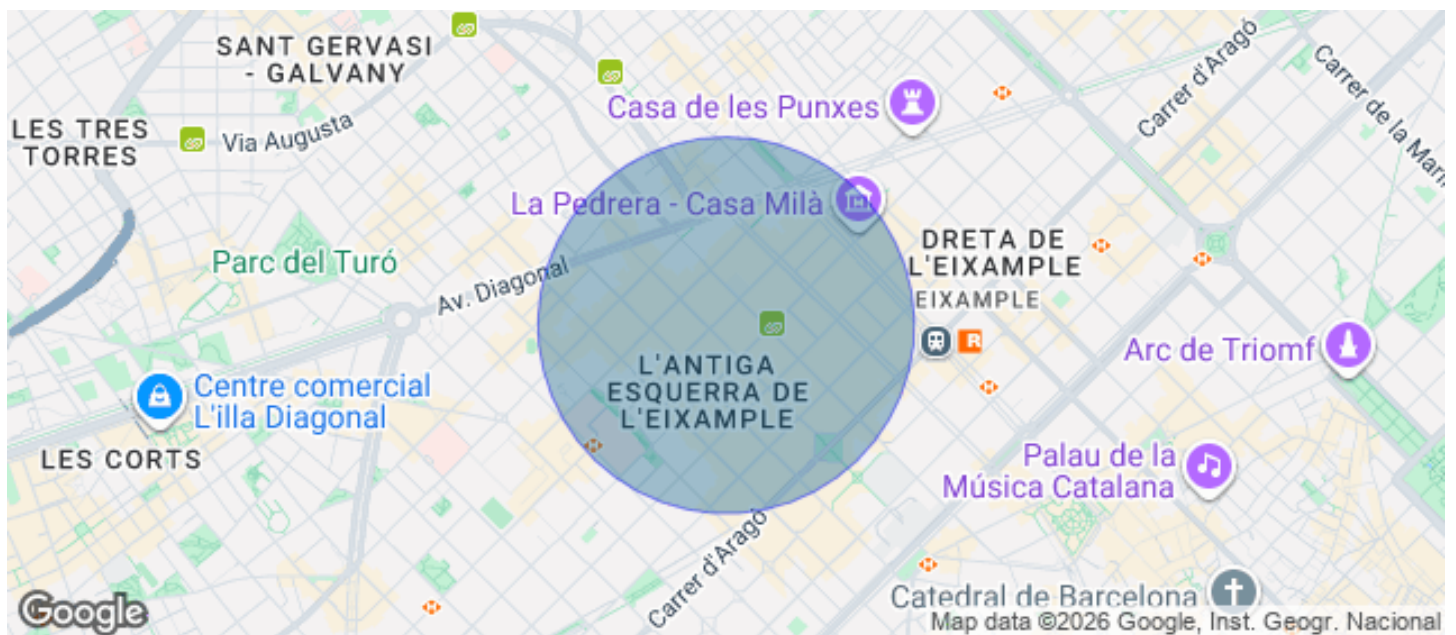 SANT GERVASI
- GALVANY
Casa de les Punxes
Carrer d'Aragó
Carrer de la Mari
LES TRES
TORRES
Via Augusta
La Pedrera - Casa Milà
DRETA DE
L'EIXAMPLE
EIXAMPLE
Parc del Turó
Av. Diagonal
R
Arc de Triomf
L'ANTIGA
ESQUERRA DE
L'EIXAMPLE
Centre comercial
L'illa Diagonal
LES CORTS
Palau de la
Música Catalana
Carrer d'Aragó
Catedral de Barcelona
Google
Map data ©2026 Google, Inst. Geogr. Nacional